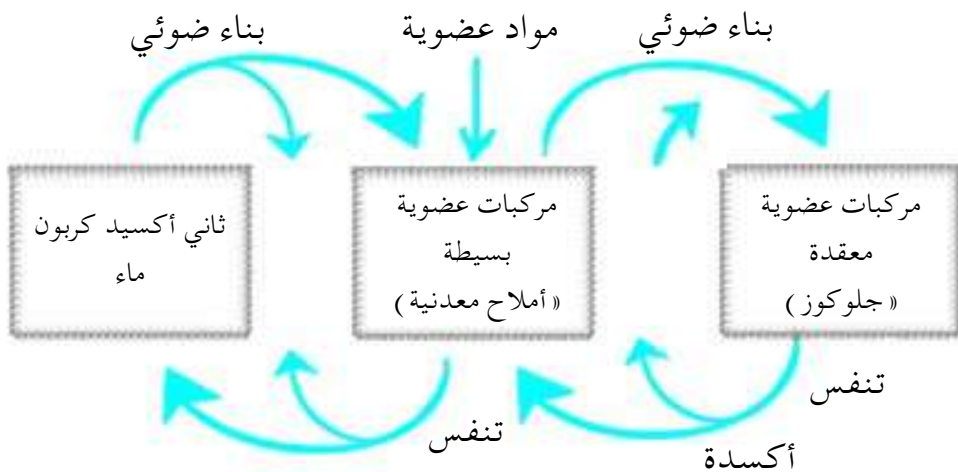 بناء ضوئي
مواد عضوية
بناء ضوئي
مركبات عضوية
معقدة
(جلوكوز)
مركبات عضوية
بسيطة
(أملاح معدنية)
ثاني أكسيد كربون
ماء
تنفس
أكسدة
تنفس